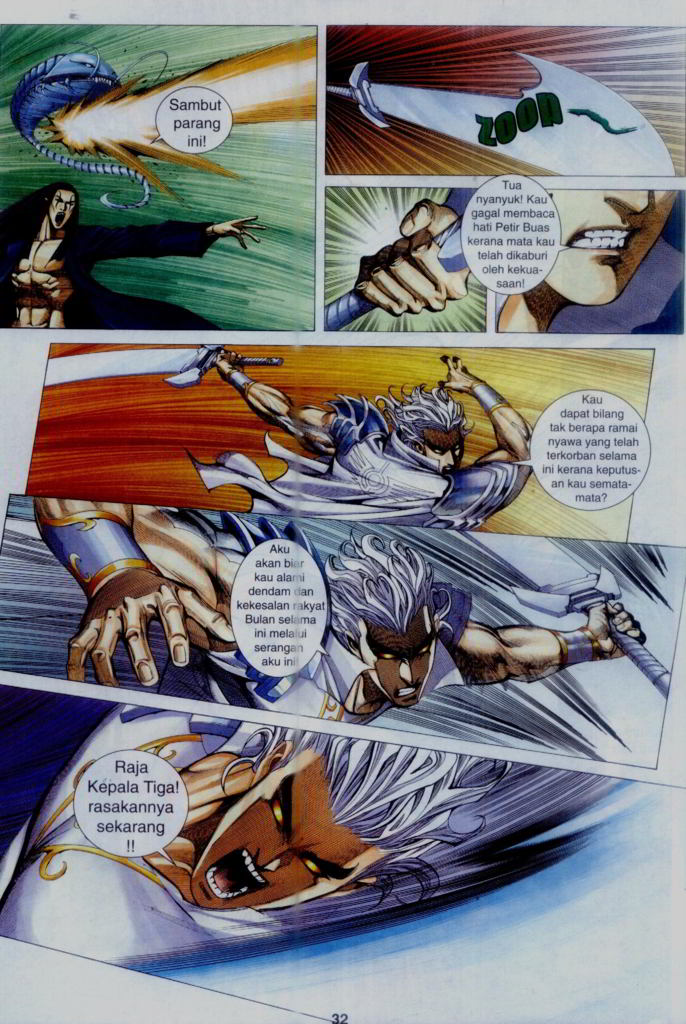 Sambut
parang
ini!
ZOOP
Tua
nyanyuk! Kau
gagal membaca
hati Petir Buas
kerana mata kau
telah dikaburi
oleh kekua-
saan!
Kau
dapat bilang
tak berapa ramai
nyawa yang telah
terkorban selama
ini kerana keputus-
an kau semata-
mata?
Aku
akan biar
kau alami
dendam dan
kekesalan rakyat
Bulan selama
ini melalui
serangan
aku ini!
Raja
Kepala Tiga!
rasakannya
sekarang
!!
32